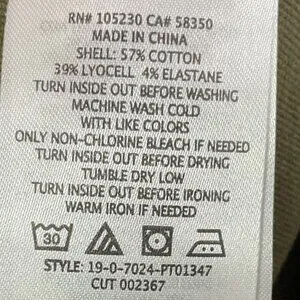 RN# 105230 CA# 58350
MADE IN CHINA
SHELL: 57% COTTON
39% LYOCELL 4% ELASTANE
TURN INSIDE OUT BEFORE WASHING
MACHINE WASH COLD
WITH LIKE COLORS
ONLY NON-CHLORINE BLEACH IF NEEDED
TURN INSIDE OUT BEFORE DRYING
TUMBLE DRY LOW
TURN INSIDE OUT BEFORE IRONING
WARM IRON IF NEEDED
30
STYLE: 19-0-7024-PT01347
CUT 002367